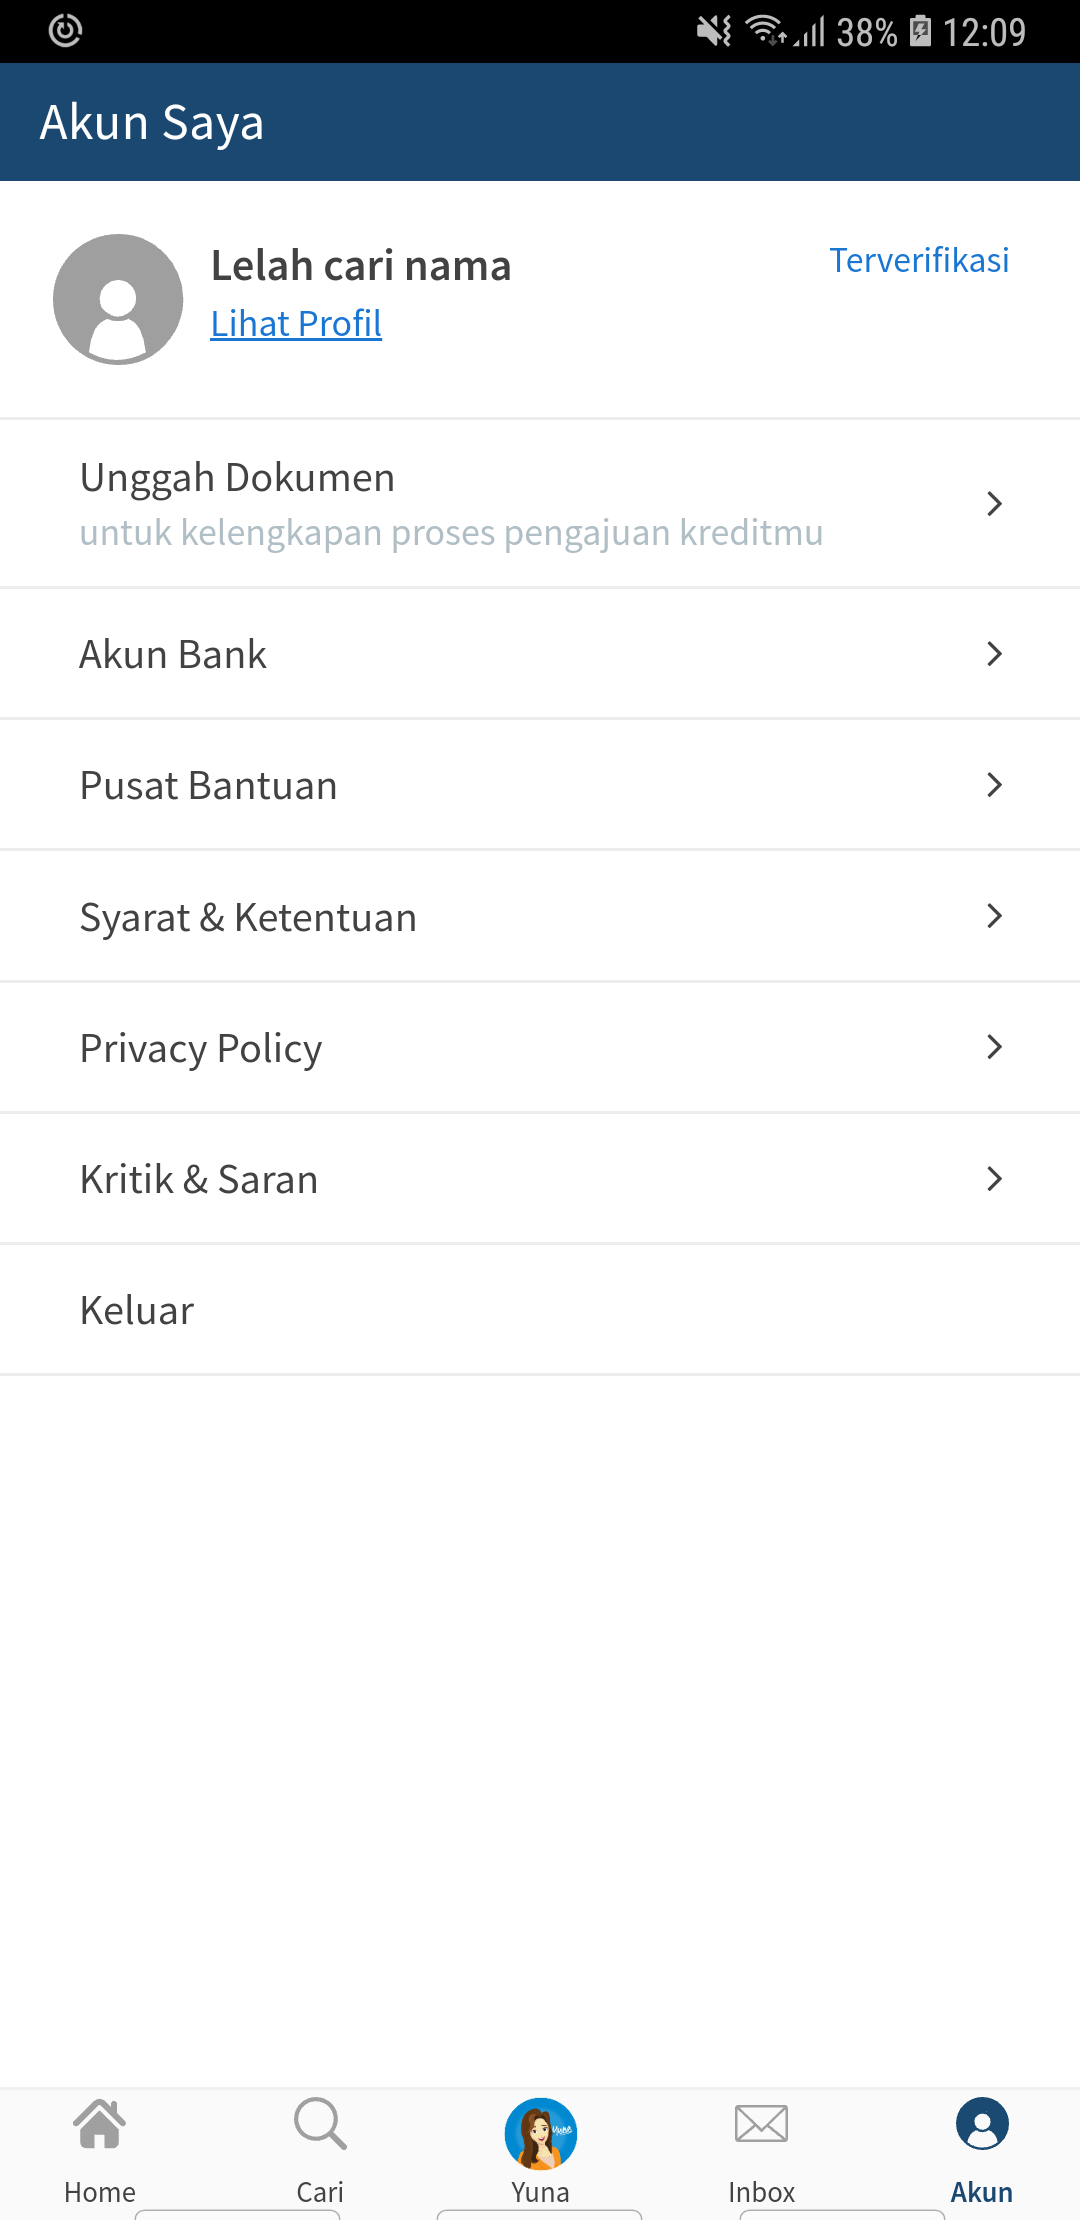 38% 12:09
Akun Saya
Lelah cari nama
Terverifikasi
Lihat Profil
Unggah Dokumen
untuk kelengkapan proses pengajuan kreditmu
Akun Bank
Pusat Bantuan
Syarat & Ketentuan
Privacy Policy
Kritik & Saran
Keluar
Yuna
Home Cari Yuna Inbox Akun